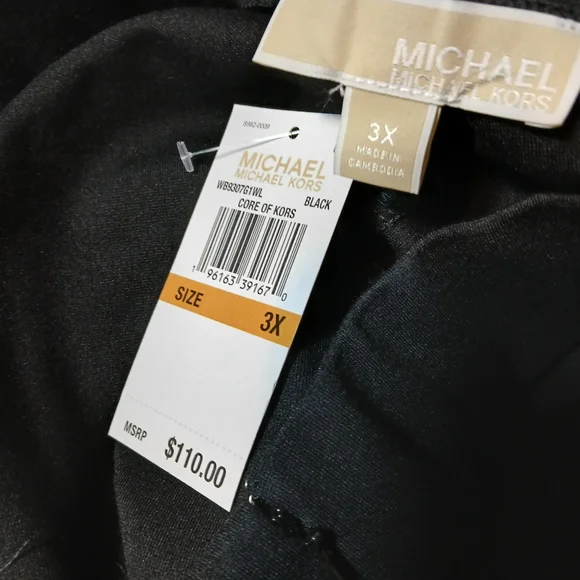 MICHAEL
MICHAEL KORS
3X
MADE IN
CAMBODIA
MICHAEL
MICHAEL KORS
WB9307G1WL BLACK
CORE OF KORS
1 96163 39167 0
SIZE 3X
MSRP $110.00